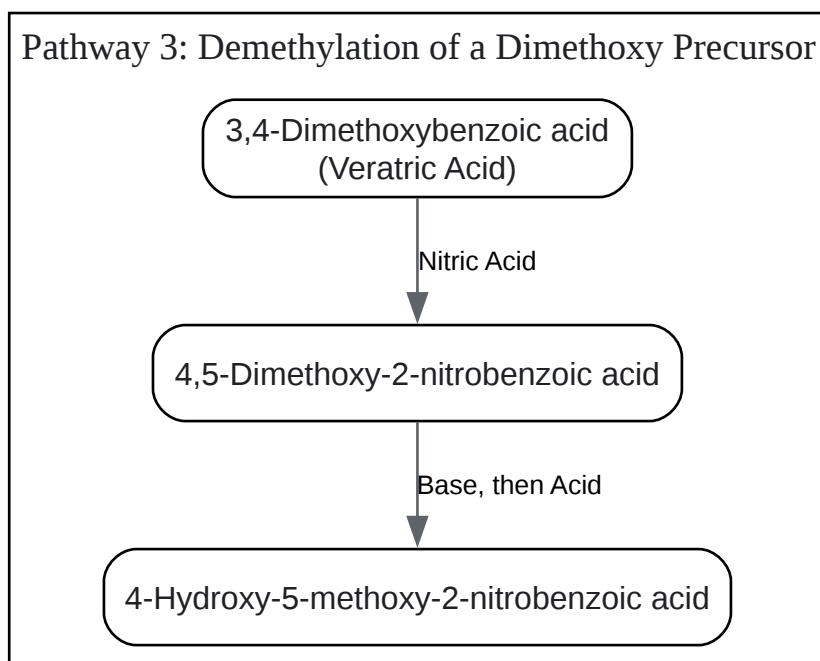 Pathway 3: Demethylation of a Dimethoxy Precursor
3,4-Dimethoxybenzoic acid
(Veratric Acid)
Nitric Acid
4,5-Dimethoxy-2-nitrobenzoic acid
Base, then Acid
4-Hydroxy-5-methoxy-2-nitrobenzoic acid